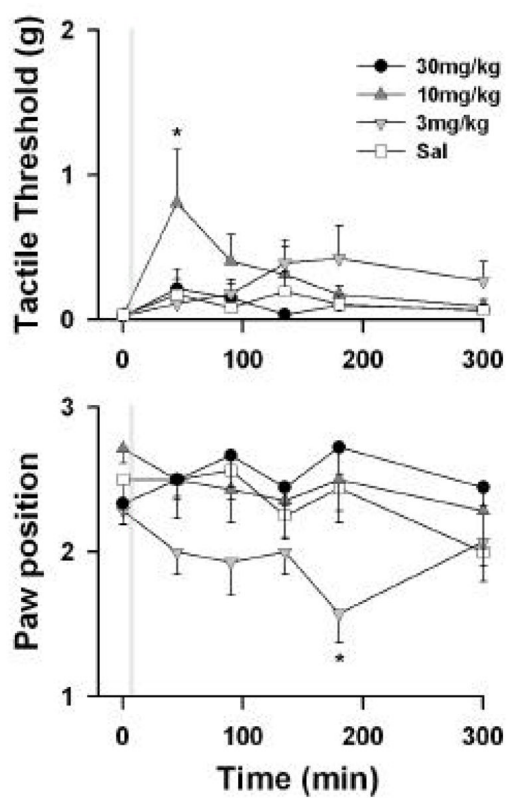 Tactile Threshold (g)
2
1
0
*
30mg/kg
10mg/kg
3mg/kg
Sal
0 100 200 300
Paw position
3
2
1
*
0 100 200 300
Time (min)